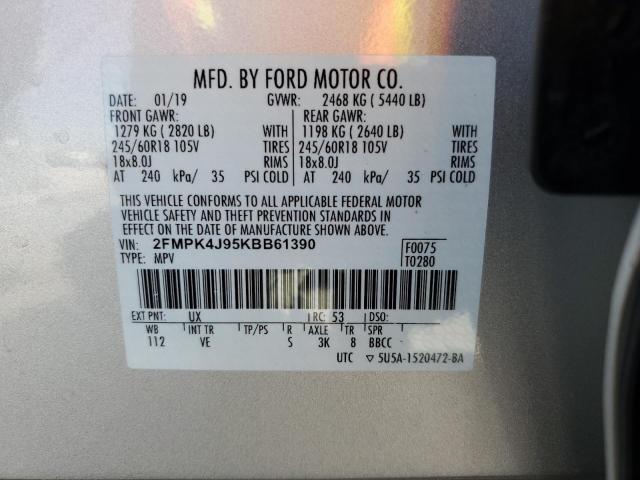 MFD. BY FORD MOTOR CO.
DATE: 01/19 GVWR: 2468 KG ( 5440 LB)
FRONT GAWR: REAR GAWR:
1279 KG ( 2820 LB) WITH 1198 KG ( 2640 LB) WITH
245/60R18 105V TIRES 245/60R18 105V TIRES
18x8.0J RIMS 18x8.0J RIMS
AT 240 kPa/ 35 PSI COLD AT 240 kPa/ 35 PSI COLD
THIS VEHICLE CONFORMS TO ALL APPLICABLE FEDERAL MOTOR
VEHICLE SAFETY AND THEFT PREVENTION STANDARDS IN
EFFECT ON THE DATE OF MANUFACTURE SHOWN ABOVE.
VIN: 2FMPK4J95KBB61390 F0075
TYPE: MPV T0280
EXT PNT: UX RC: 53 DSO:
WB INT TR TP/PS R AXLE TR SPR
112 VE S 3K 8 BBCC
UTC ▽ 5U5A-1520472-BA